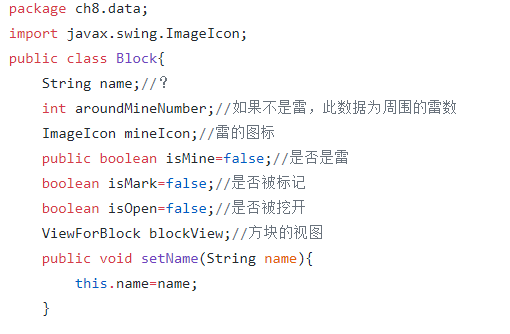 package ch8.data;
import javax.swing.ImageIcon;
public class Block{
    String name;//？
    int aroundMineNumber;//如果不是雷，此数据为周围的雷数
    ImageIcon mineIcon;//雷的图标
    public boolean isMine=false;//是否是雷
    boolean isMark=false;//是否被标记
    boolean isOpen=false;//是否被挖开
    ViewForBlock blockView;//方块的视图
    public void setName(String name){
        this.name=name;
    }